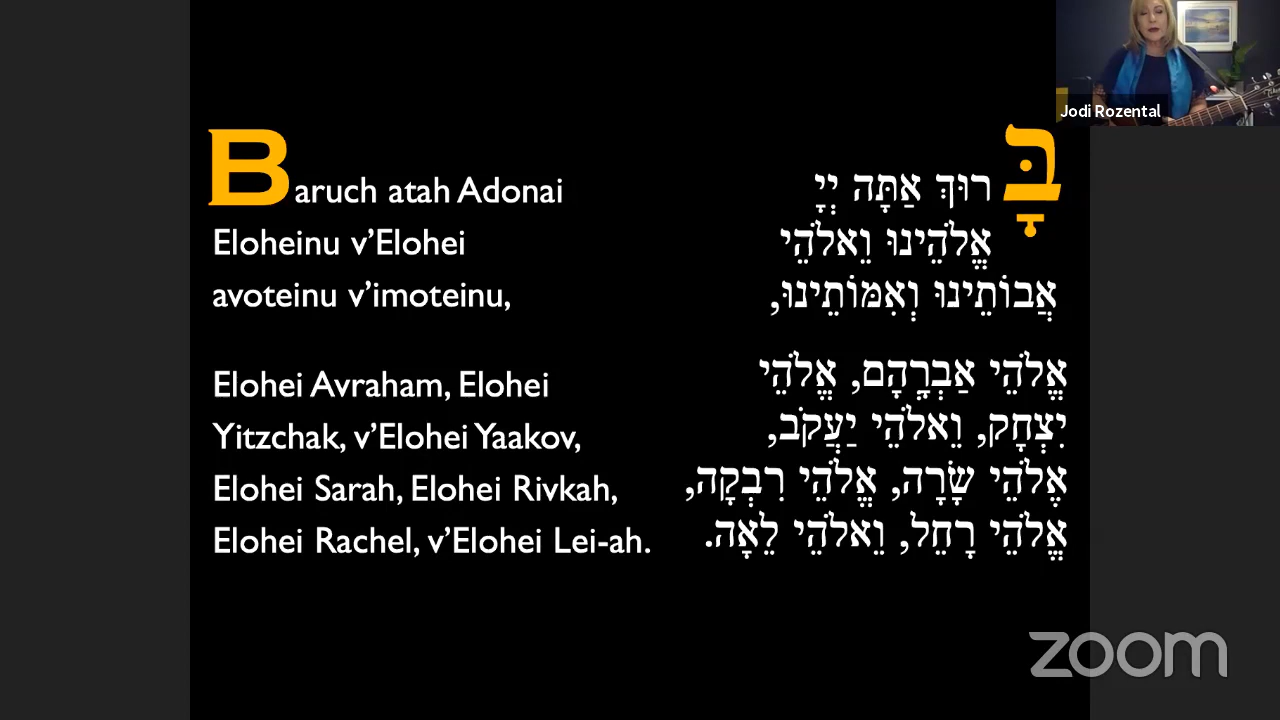 Jodi Rozental
Baruch atah Adonai
Eloheinu v’Elohei
avoteinu v’imoteinu,
Elohei Avraham, Elohei
Yitzchak, v’Elohei Yaakov,
Elohei Sarah, Elohei Rivkah,
Elohei Rachel, v’Elohei Lei-ah.
בָּרוּךְ אַתָּה יְיָ
אֱלֹהֵינוּ וֵאלֹהֵי
אֲבוֹתֵינוּ וְאִמּוֹתֵינוּ,
אֱלֹהֵי אַבְרָהָם, אֱלֹהֵי
יִצְחָק, וֵאלֹהֵי יַעֲקֹב,
אֶלֹהֵי שָׂרָה, אֱלֹהֵי רִבְקָה,
אֱלֹהֵי רָחֵל, וֵאלֹהֵי לֵאָה.
zoom